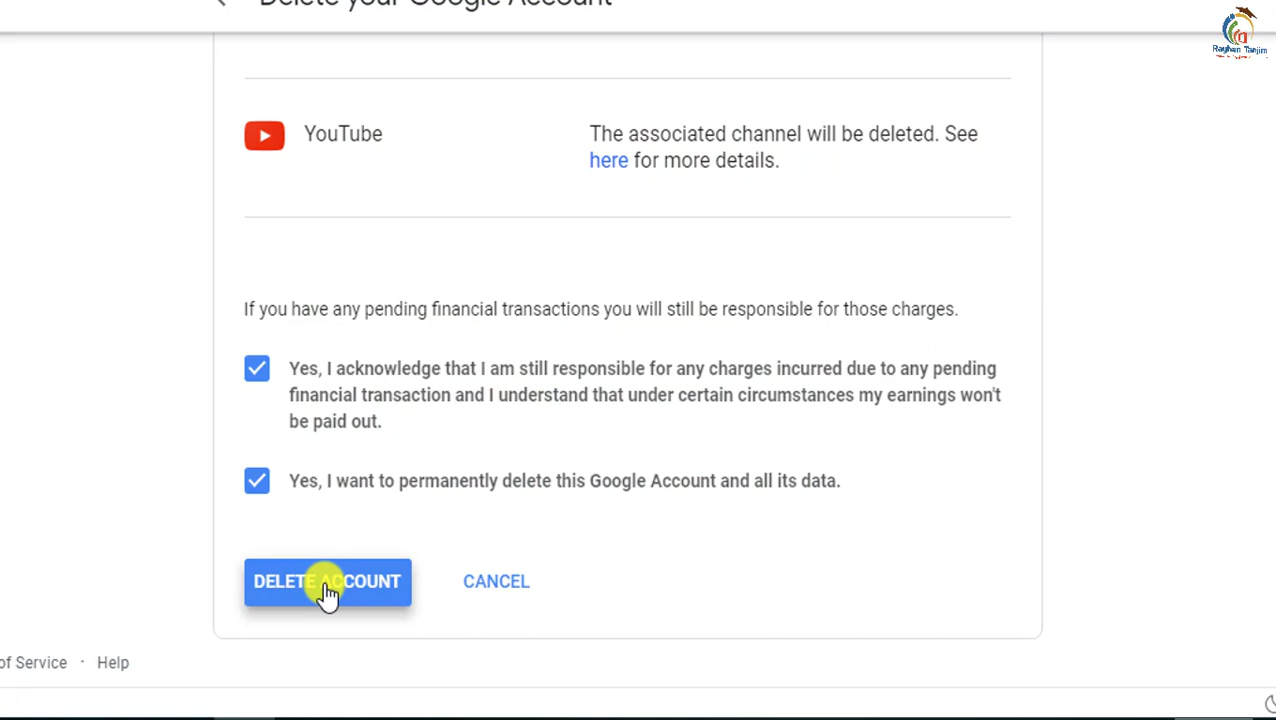 Delete your Google Account
Rayhan Tanjim
YouTube
The associated channel will be deleted. See
here for more details.
If you have any pending financial transactions you will still be responsible for those charges.
Yes, I acknowledge that I am still responsible for any charges incurred due to any pending
financial transaction and I understand that under certain circumstances my earnings won't
be paid out.
Yes, I want to permanently delete this Google Account and all its data.
DELETE ACCOUNT
CANCEL
of Service · Help